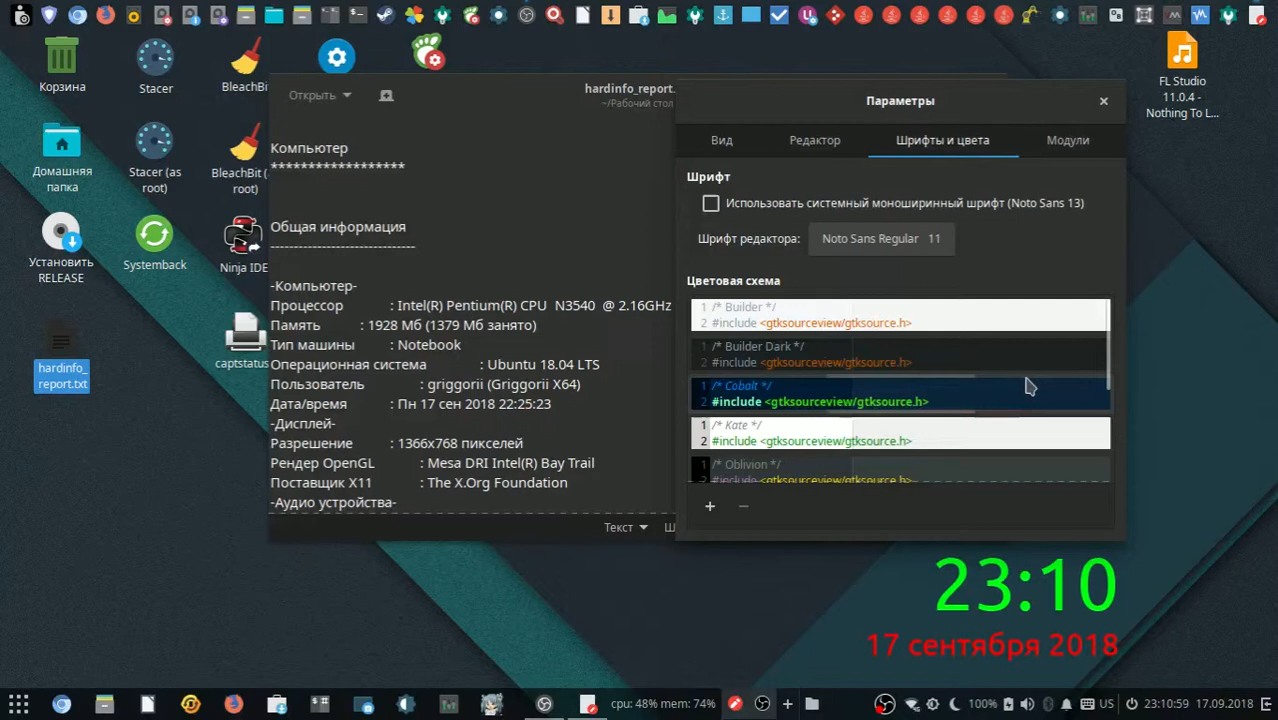 Корзина
Stacer
BleachBit
Домашняя
папка
Stacer (as
root)
BleachBit (
root)
Установить
RELEASE
Systemback
Ninja IDE
hardinfo_
report.txt
captstatus
FL Studio
11.0.4 -
Nothing To L...
Открыть
hardinfo_report.
~/Рабочий стол
Компьютер
******************
Общая информация
-------------------------------
-Компьютер-
Процессор : Intel(R) Pentium(R) CPU N3540 @ 2.16GHz
Память : 1928 Мб (1379 Мб занято)
Тип машины : Notebook
Операционная система : Ubuntu 18.04 LTS
Пользователь : griggorii (Griggorii X64)
Дата/время : Пн 17 сен 2018 22:25:23
-Дисплей-
Разрешение : 1366x768 пикселей
Рендер OpenGL : Mesa DRI Intel(R) Bay Trail
Поставщик X11 : The X.Org Foundation
-Аудио устройства-
Текст
Ш
Параметры
Вид Редактор Шрифты и цвета Модули
Шрифт
Использовать системный моноширинный шрифт (Noto Sans 13)
Шрифт редактора: Noto Sans Regular 11
Цветовая схема
1 /* Builder */
2 #include <gtksourceview/gtksource.h>
1 /* Builder Dark */
2 #include <gtksourceview/gtksource.h>
1 /* Cobalt */
2 #include <gtksourceview/gtksource.h>
1 /* Kate */
2 #include <gtksourceview/gtksource.h>
1 /* Oblivion */
2 #include <gtksourceview/gtksource.h>
23:10
17 сентября 2018
cpu: 48% mem: 74%
100%
US
23:10:59 17.09.2018